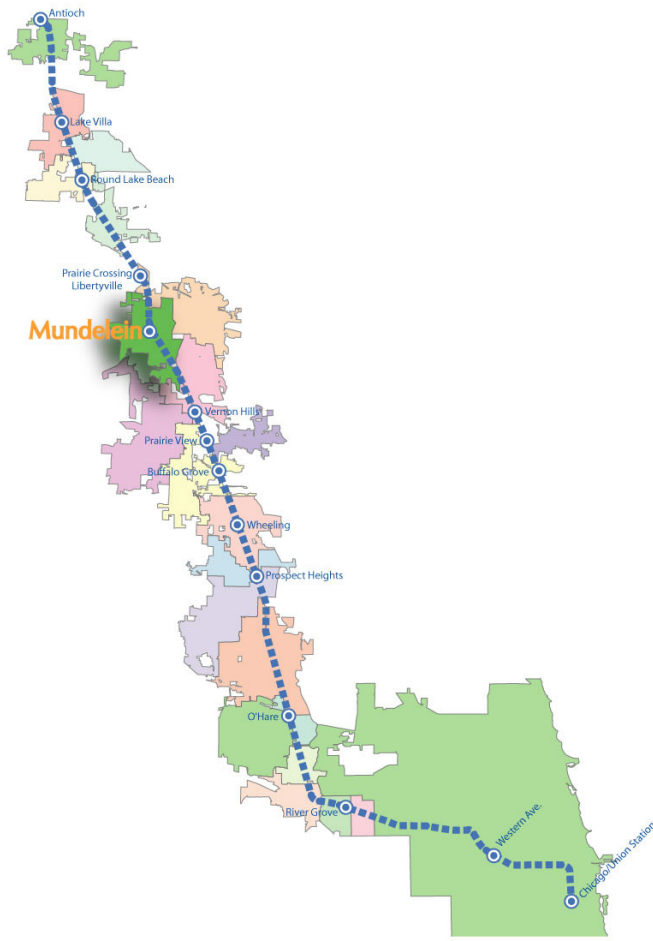 Antioch
Lake Villa
Round Lake Beach
Prairie Crossing
Libertyville
Mundelein
Vernon Hills
Prairie View
Buffalo Grove
Wheeling
Prospect Heights
O'Hare
River Grove
Western Ave.
Chicago/Union Station